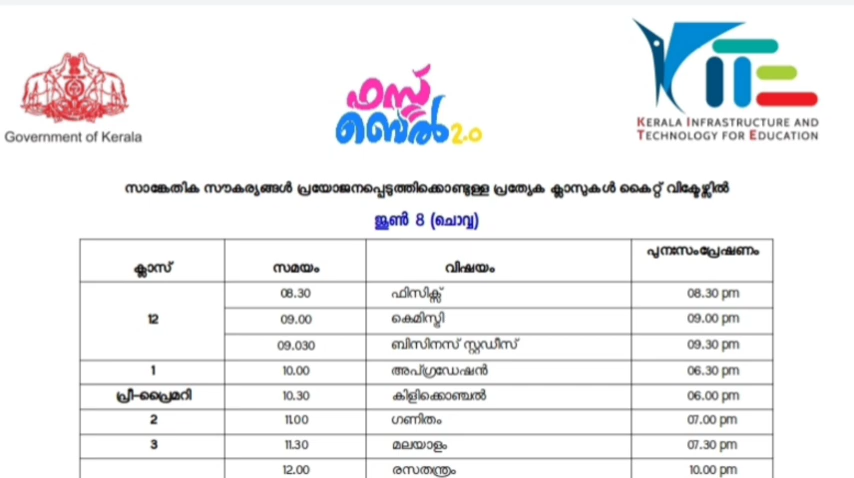 Government of Kerala
ഫസ്റ്റ്
ബെൽ 2.0
KERALA INFRASTRUCTURE AND
TECHNOLOGY FOR EDUCATION
സാങ്കേതിക സൗകര്യങ്ങൾ പ്രയോജനപ്പെടുത്തിക്കൊണ്ടുള്ള പ്രത്യേക ക്ലാസുകൾ കൈറ്റ് വിക്ടേഴ്സിൽ
ജൂൺ 8 (ചൊവ്വ)
ക്ലാസ് സമയം വിഷയം പുനഃസംപ്രേഷണം
08.30 ഫിസിക്സ് 08.30 pm
12 09.00 കെമിസ്ട്രി 09.00 pm
09.030 ബിസിനസ് സ്റ്റഡീസ് 09.30 pm
1 10.00 അപ്ഗ്രഡേഷൻ 06.30 pm
പ്രീ-പ്രൈമറി 10.30 കിളിക്കൊഞ്ചൽ 06.00 pm
2 11.00 ഗണിതം 07.00 pm
3 11.30 മലയാളം 07.30 pm
12.00 രസതന്ത്രം 10.00 pm